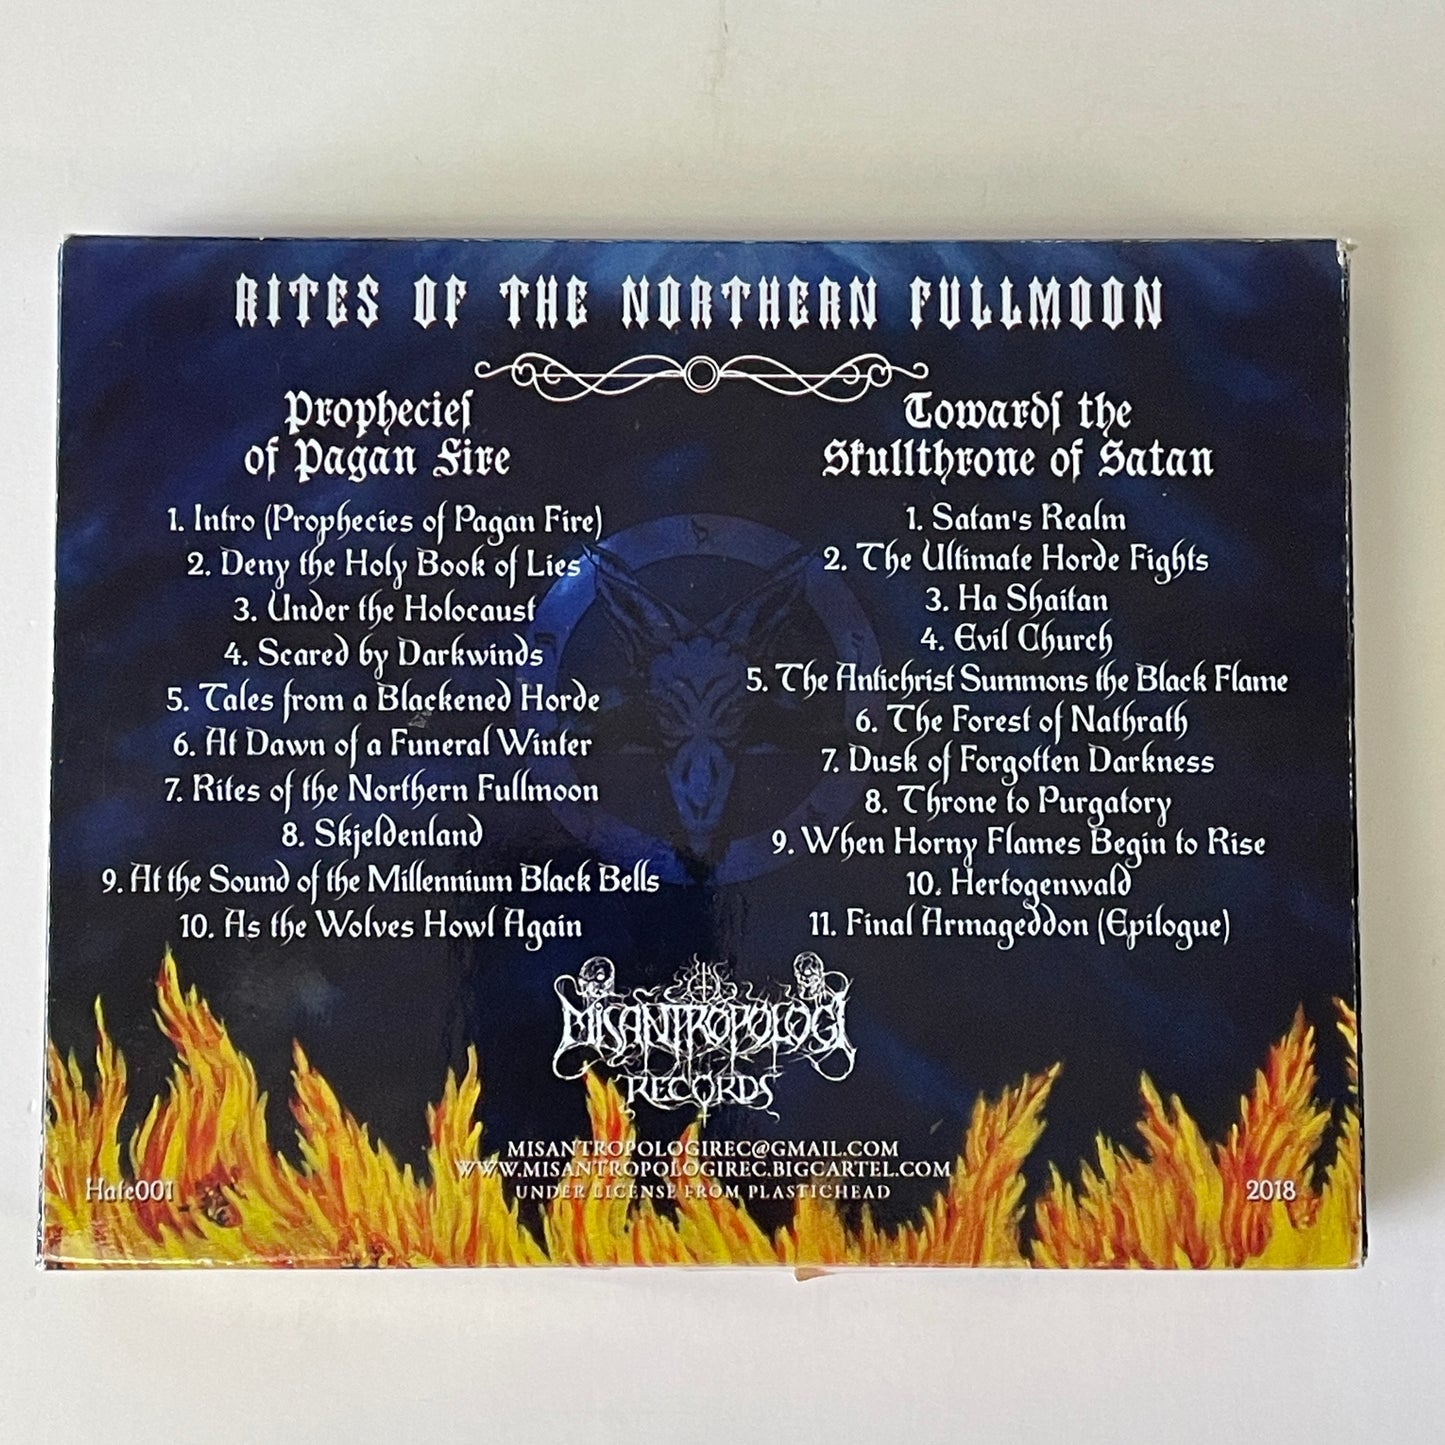 RITES OF THE NORTHERN FULLMOON
Prophecies
of Pagan Fire
1. Intro (Prophecies of Pagan Fire)
2. Deny the Holy Book of Lies
3. Under the Holocaust
4. Scared by Darkwinds
5. Tales from a Blackened Horde
6. At Dawn of a Funeral Winter
7. Rites of the Northern Fullmoon
8. Skjeldenland
9. At the Sound of the Millennium Black Bells
10. As the Wolves Howl Again
Towards the
Skullthrone of Satan
1. Satan's Realm
2. The Ultimate Horde Fights
3. Ha Shaitan
4. Evil Church
5. The Antichrist Summons the Black Flame
6. The Forest of Nathrath
7. Dusk of Forgotten Darkness
8. Throne to Purgatory
9. When Horny Flames Begin to Rise
10. Hertogenwald
11. Final Armageddon (Epilogue)
MISANTROPOLOGI
RECORDS
MISANTROPOLOGIREC@GMAIL.COM
WWW.MISANTROPOLOGIREC.BIGCARTEL.COM
UNDER LICENSE FROM PLASTICHEAD
Hate001
2018